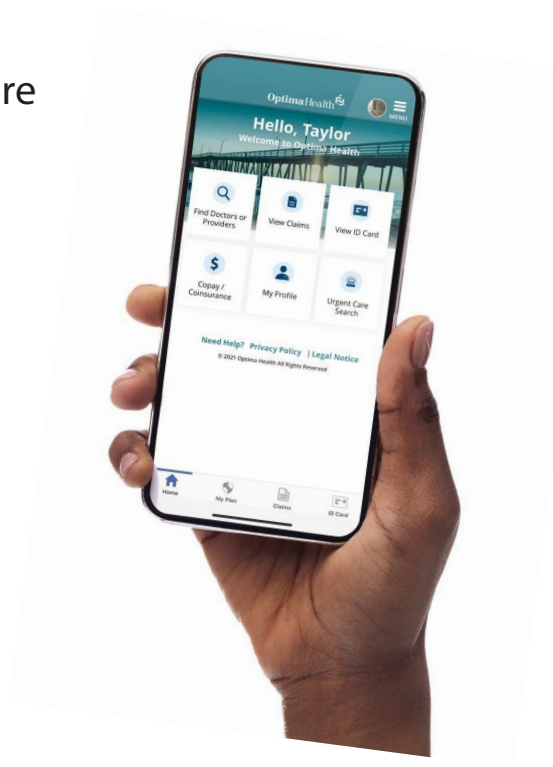 re
OptimaHealth
MENU
Hello, Taylor
Welcome to Optima Health
Find Doctors or
Providers
View Claims
View ID Card
Copay /
Coinsurance
My Profile
Urgent Care
Search
Need Help? Privacy Policy | Legal Notice
© 2021 Optima Health All Rights Reserved
Home
My Plan
Claims
ID Card